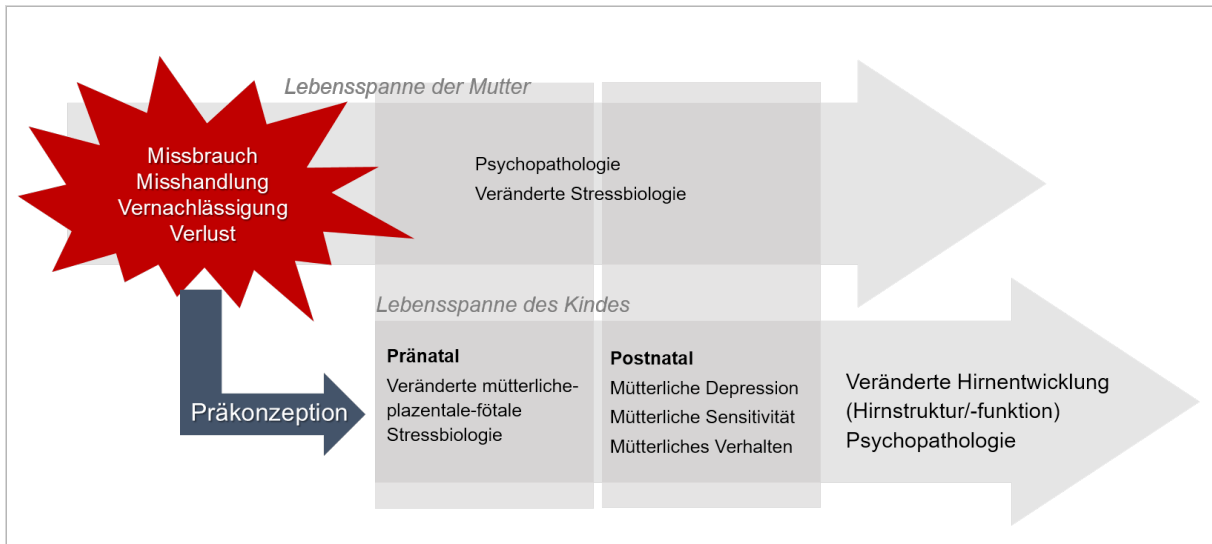 Lebensspanne der Mutter
Missbrauch
Misshandlung
Vernachlässigung
Verlust
Psychopathologie
Veränderte Stressbiologie
Lebensspanne des Kindes
Präkonzeption
Pränatal
Veränderte mütterliche-
plazentale-fötale
Stressbiologie
Postnatal
Mütterliche Depression
Mütterliche Sensitivität
Mütterliches Verhalten
Veränderte Hirnentwicklung
(Hirnstruktur/-funktion)
Psychopathologie